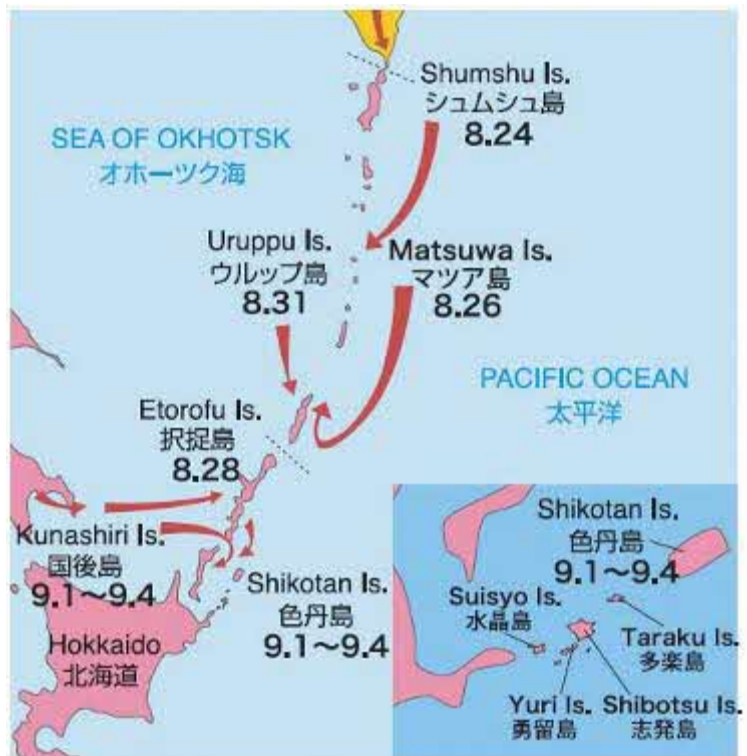 Shumshu Is.
シュムシュ島
8.24
SEA OF OKHOTSK
オホーツク海
Uruppu Is.
ウルップ島
8.31
Matsuwa Is.
マツア島
8.26
PACIFIC OCEAN
太平洋
Etorofu Is.
択捉島
8.28
Kunashiri Is.
国後島
9.1～9.4
Shikotan Is.
色丹島
9.1～9.4
Hokkaido
北海道
Shikotan Is.
色丹島
9.1～9.4
Suisyo Is.
水晶島
Taraku Is.
多楽島
Yuri Is.
勇留島
Shibotsu Is.
志発島